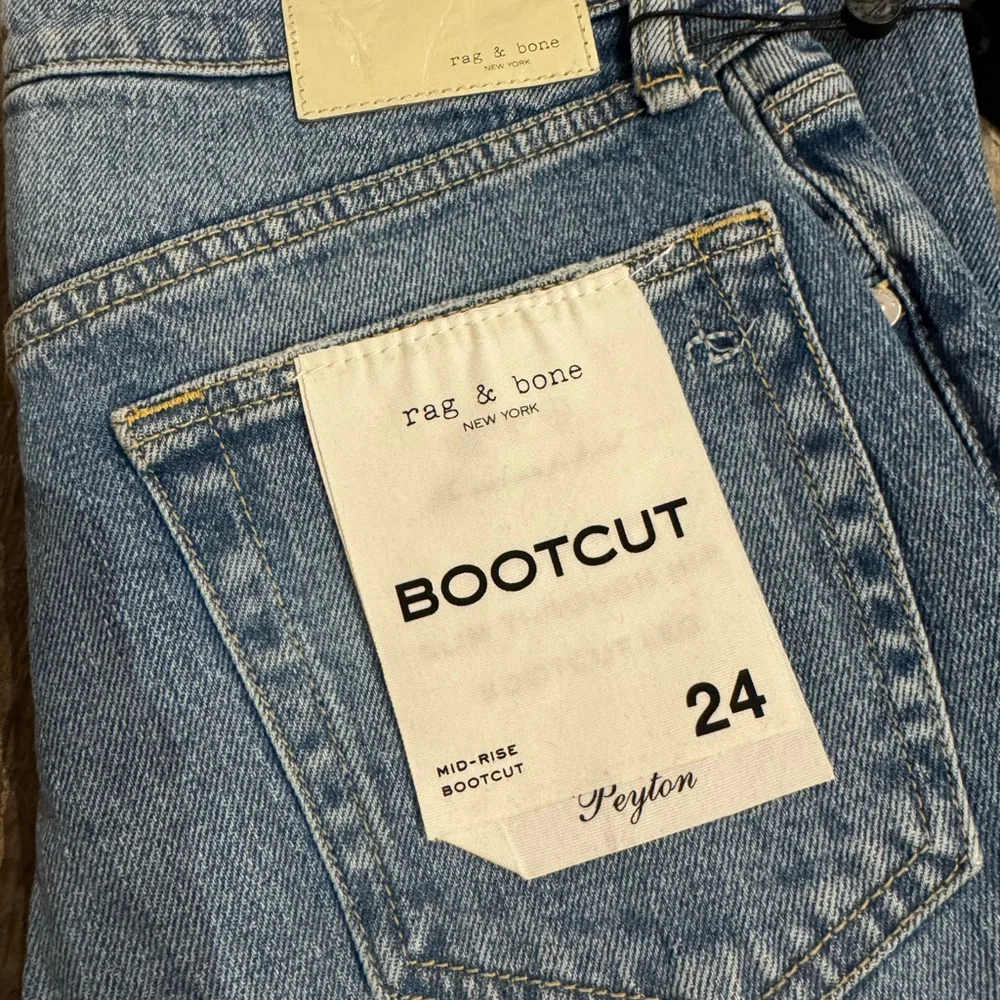 rag & bone
NEW YORK
rag & bone
NEW YORK
BOOTCUT
24
MID-RISE
BOOTCUT
Peyton